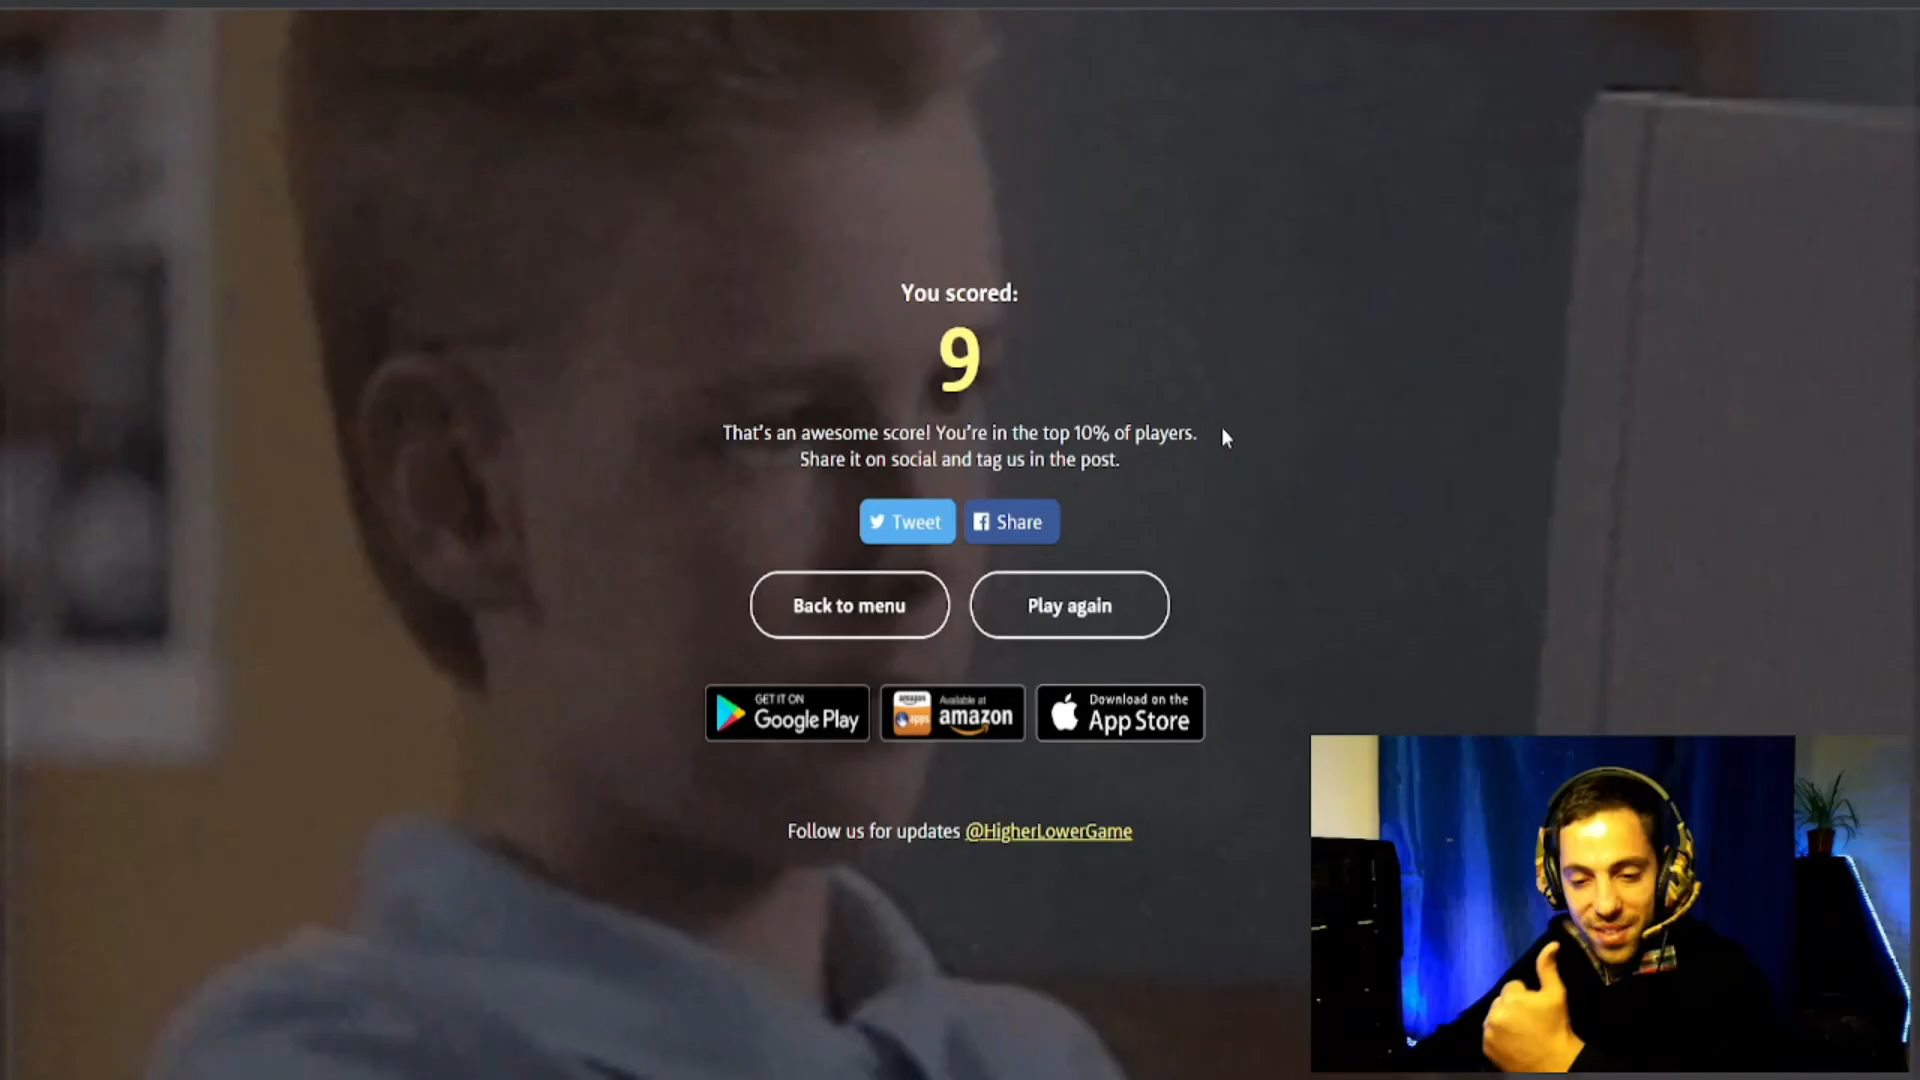 You scored:
9
That's an awesome score! You're in the top 10% of players.
Share it on social and tag us in the post.
Tweet
Share
Back to menu
Play again
GET IT ON
Google Play
amazon
apps
Available at
amazon
Download on the
App Store
Follow us for updates @HigherLowerGame